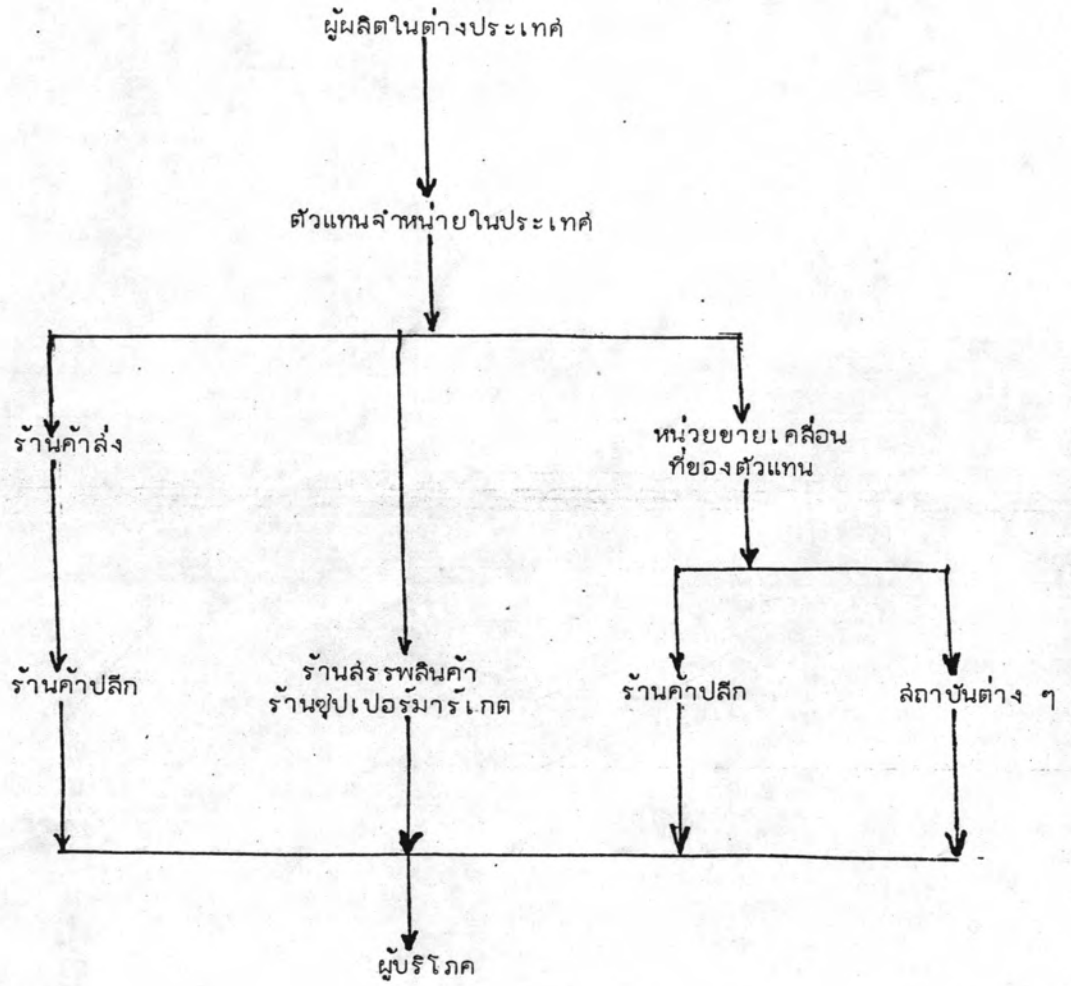 ผู้ผลิตในต่างประเทศ
ตัวแทนจำหน่ายในประเทศ
ร้านค้าส่ง
หน่วยขายเคลื่อน
ที่ของตัวแทน
ร้านค้าปลีก
ร้านสรรพสินค้า
ร้านซุปเปอร์มาร์เกต
ร้านค้าปลีก
สถาบันต่าง ๆ
ผู้บริโภค